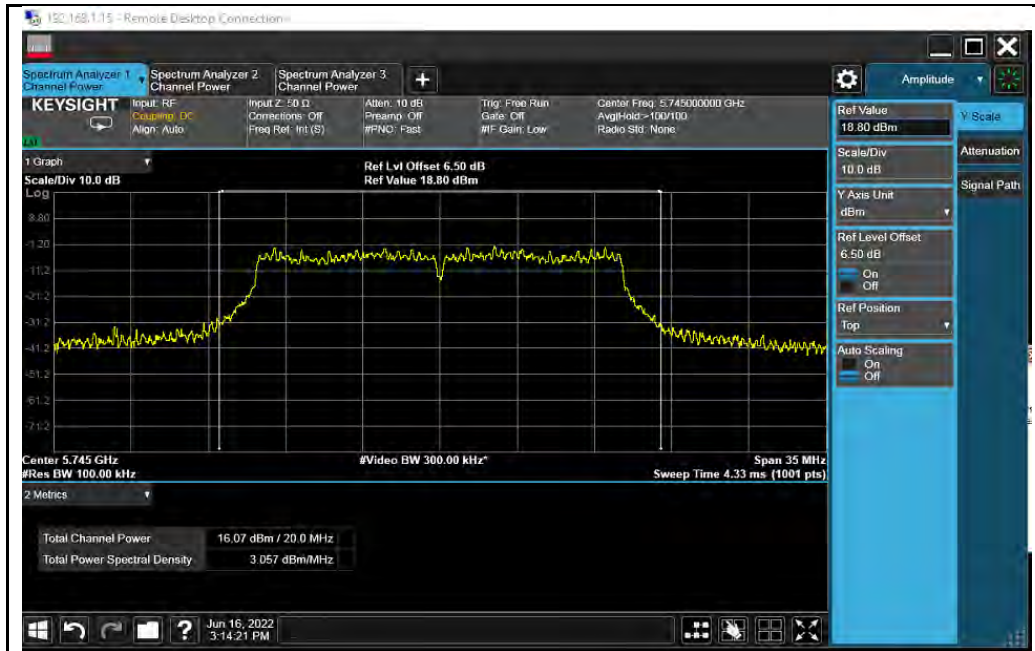 192.168.1.15 - Remote Desktop Connection
Spectrum Analyzer 1
Channel Power
Spectrum Analyzer 2
Channel Power
Spectrum Analyzer 3
Channel Power
+
Amplitude
KEYSIGHT
Input: RF
Coupling: DC
Align: Auto
Input Z: 50 Ω
Corrections: Off
Freq Ref: Int (S)
Atten: 10 dB
Preamp: Off
#PNO: Fast
Trig: Free Run
Gate: Off
#IF Gain: Low
Center Freq: 5.745000000 GHz
Avg|Hold:>100/100
Radio Std: None
1 Graph
Scale/Div 10.0 dB
Ref Lvl Offset 6.50 dB
Ref Value 18.80 dBm
Log
8.80
-1.20
-11.2
-21.2
-31.2
-41.2
-51.2
-61.2
-71.2
Center 5.745 GHz
#Res BW 100.00 kHz
#Video BW 300.00 kHz*
Span 35 MHz
Sweep Time 4.33 ms (1001 pts)
2 Metrics
Total Channel Power 16.07 dBm / 20.0 MHz
Total Power Spectral Density 3.057 dBm/MHz
Ref Value
18.80 dBm
Scale/Div
10.0 dB
Y Axis Unit
dBm
Ref Level Offset
6.50 dB
On
Off
Ref Position
Top
Auto Scaling
On
Off
Y Scale
Attenuation
Signal Path
?
Jun 16, 2022
3:14:21 PM